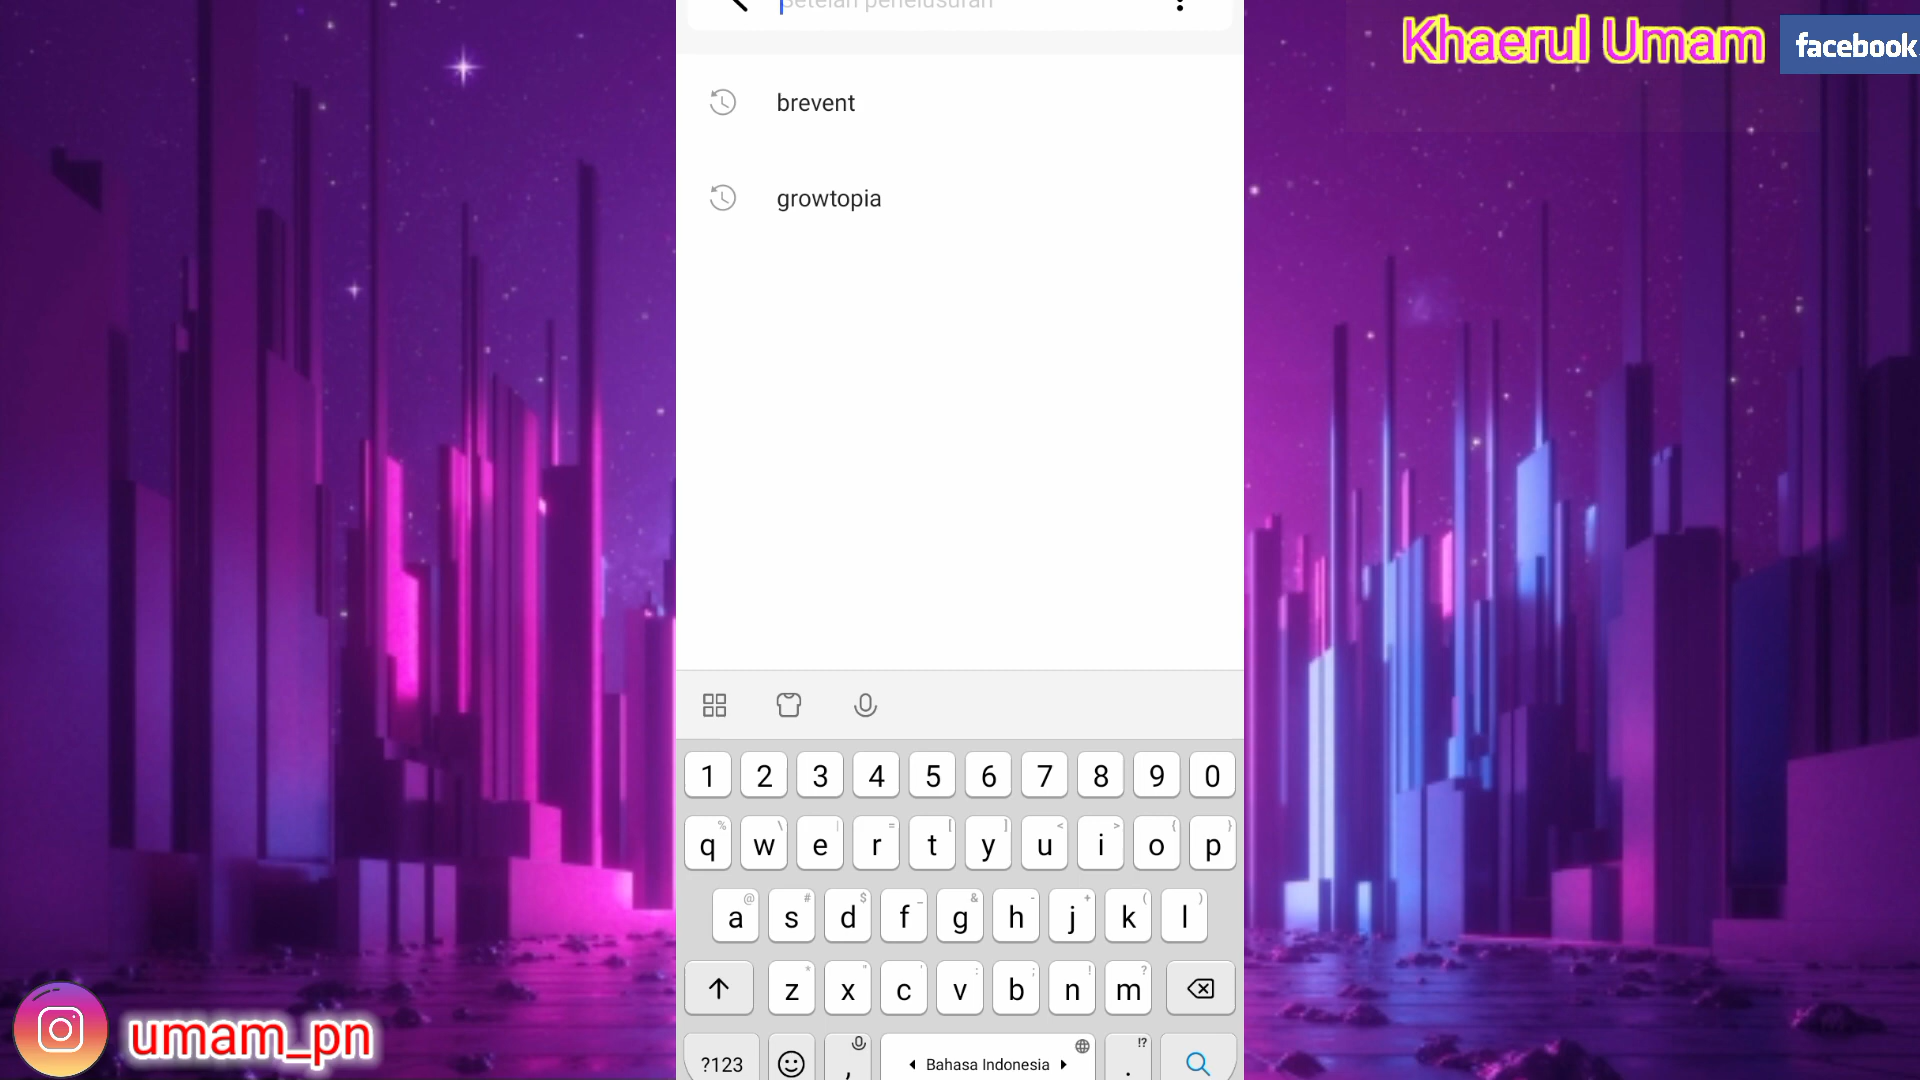 Setelah penelusuran
Khaerul Umam
facebook.
brevent
growtopia
1 2 3 4 5 6 7 8 9 0
% \ | = [ ] < > { }
q w e r t y u i o p
@ # $ _ & - + ( )
a s d f g h j k l
* " ' : ; ! ?
z x c v b n m
!?
?123 , Bahasa Indonesia .
umam_pn